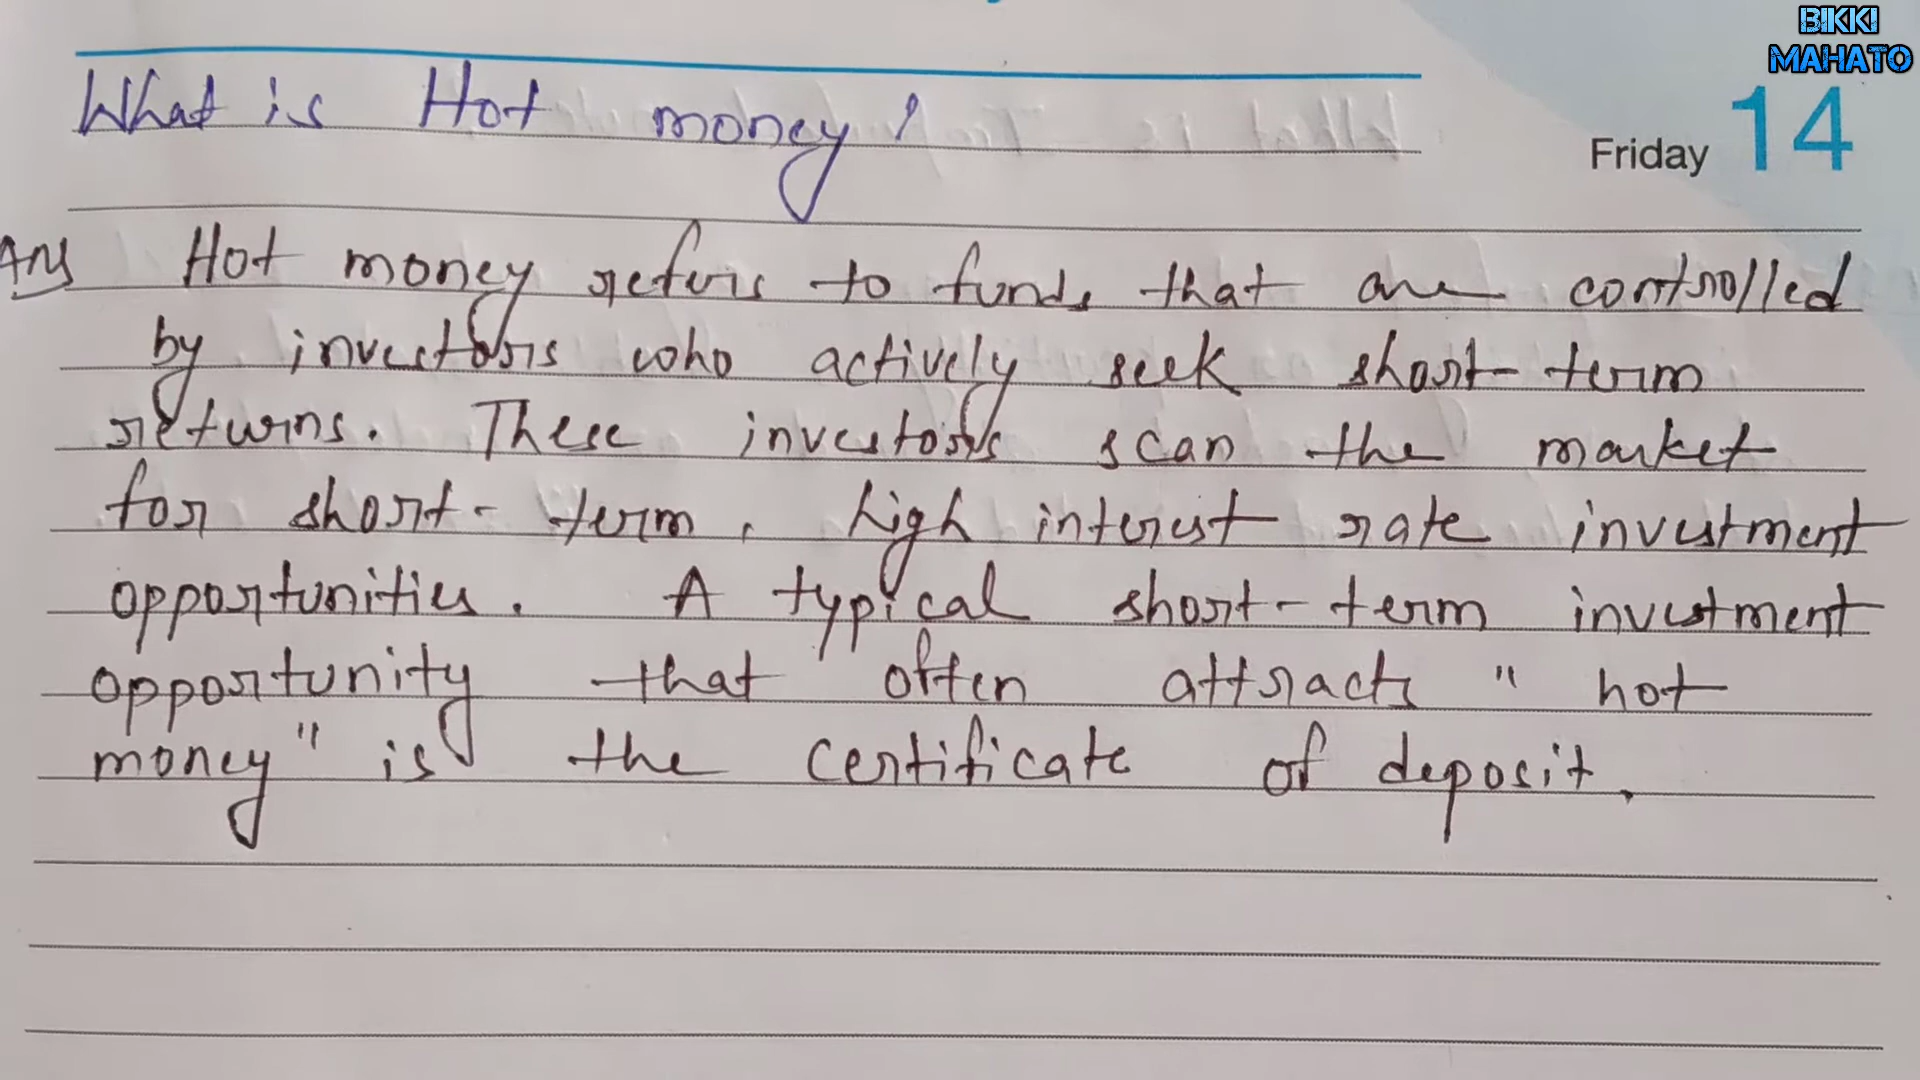 BIKKI
MAHATO
What is Hot money?
Friday 14
Ans Hot money refers to funds that are controlled
by investors who actively seek short-term
returns. These investors scan the market
for short-term, high interest rate investment
opportunities. A typical short-term investment
opportunity that often attracts "hot
money" is the certificate of deposit.